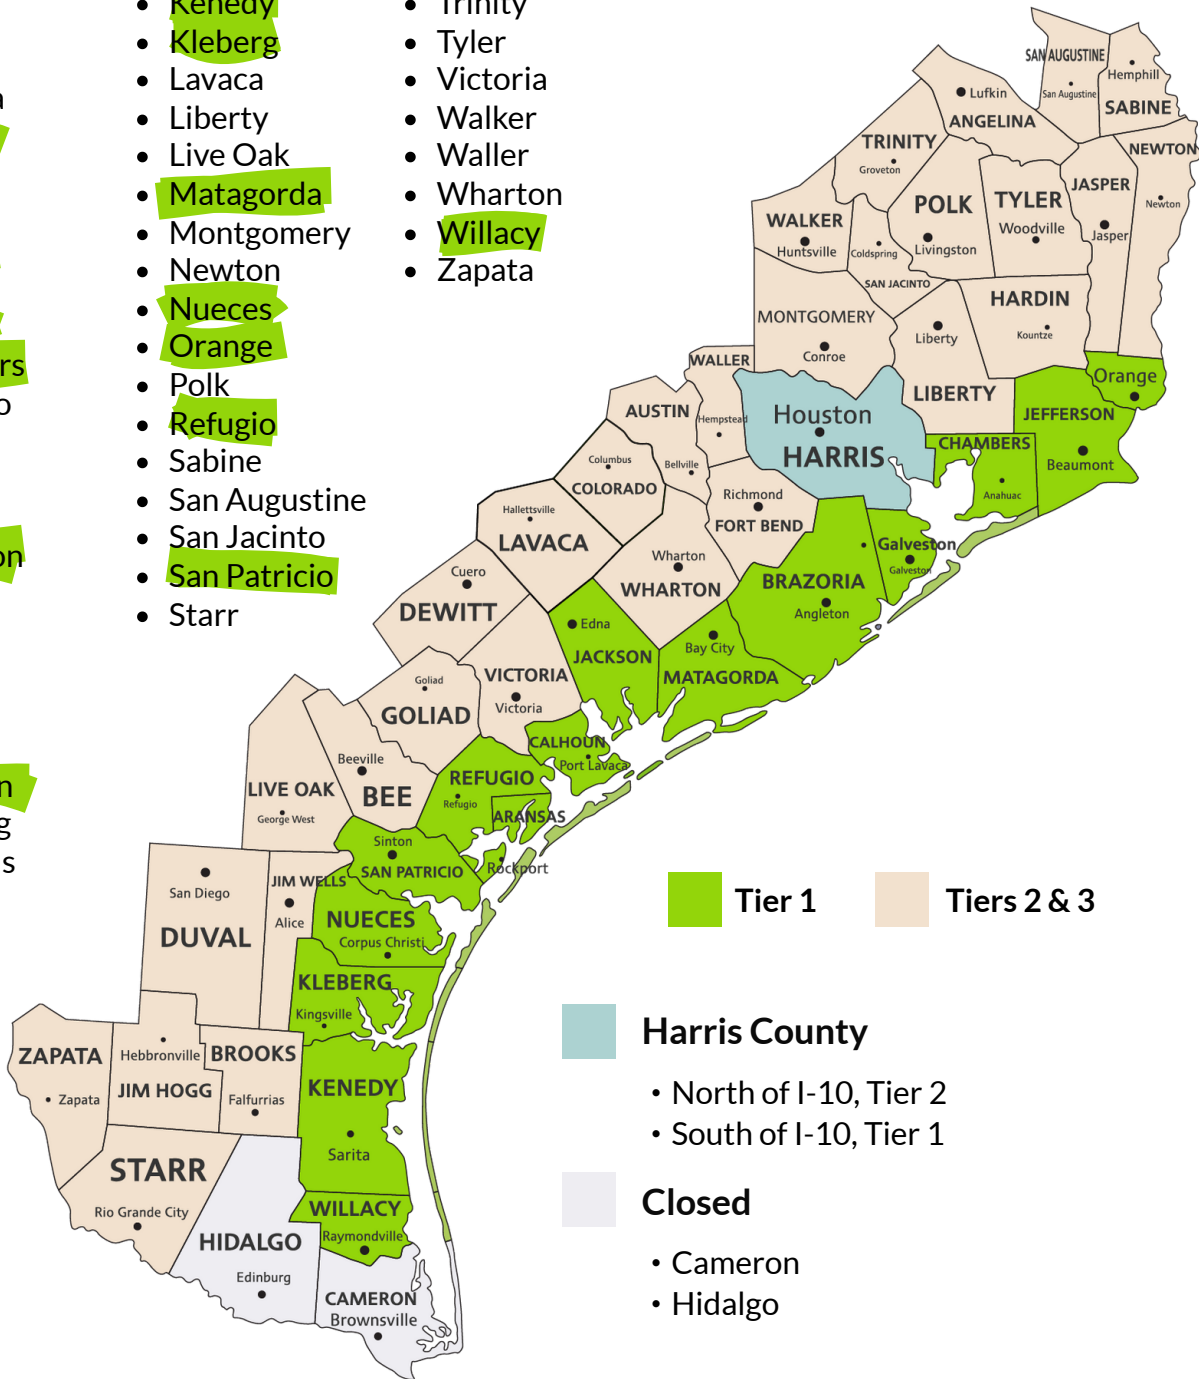 Kenedy
Kleberg
Lavaca
Liberty
Live Oak
Matagorda
Montgomery
Newton
Nueces
Orange
Polk
Refugio
Sabine
San Augustine
San Jacinto
San Patricio
Starr
Trinity
Tyler
Victoria
Walker
Waller
Wharton
Willacy
Zapata
a
rs
o
on
n
g
s
SAN AUGUSTINE
San Augustine
Hemphill
SABINE
Lufkin
ANGELINA
TRINITY
Groveton
NEWTON
Newton
JASPER
Jasper
POLK
Livingston
TYLER
Woodville
WALKER
Huntsville
Coldspring
SAN JACINTO
HARDIN
Kountze
MONTGOMERY
Conroe
Liberty
LIBERTY
WALLER
Hempstead
Orange
JEFFERSON
Beaumont
CHAMBERS
Anahuac
AUSTIN
Bellville
Houston
HARRIS
Columbus
COLORADO
Richmond
FORT BEND
Hallettsville
LAVACA
Galveston
Galveston
Wharton
WHARTON
BRAZORIA
Angleton
Cuero
DEWITT
Edna
JACKSON
Bay City
MATAGORDA
VICTORIA
Victoria
Goliad
GOLIAD
CALHOUN
Port Lavaca
Beeville
BEE
LIVE OAK
George West
REFUGIO
Refugio
ARANSAS
Rockport
Sinton
SAN PATRICIO
San Diego
DUVAL
JIM WELLS
Alice
NUECES
Corpus Christi
KLEBERG
Kingsville
ZAPATA
Zapata
Hebbronville
JIM HOGG
BROOKS
Falfurrias
KENEDY
Sarita
STARR
Rio Grande City
WILLACY
Raymondville
HIDALGO
Edinburg
CAMERON
Brownsville
Tier 1
Tiers 2 & 3
Harris County
• North of I-10, Tier 2
• South of I-10, Tier 1
Closed
• Cameron
• Hidalgo